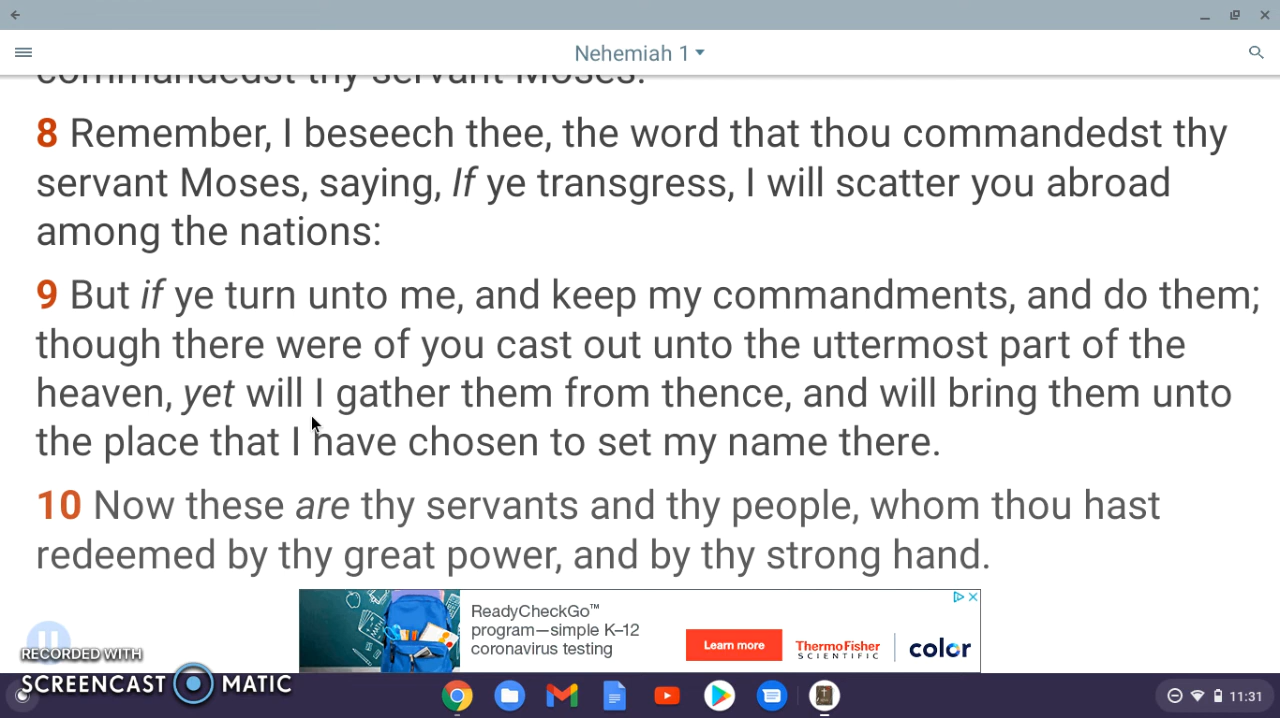 Nehemiah 1
commandedst thy servant Moses.
8 Remember, I beseech thee, the word that thou commandedst thy
servant Moses, saying, If ye transgress, I will scatter you abroad
among the nations:
9 But if ye turn unto me, and keep my commandments, and do them;
though there were of you cast out unto the uttermost part of the
heaven, yet will I gather them from thence, and will bring them unto
the place that I have chosen to set my name there.
10 Now these are thy servants and thy people, whom thou hast
redeemed by thy great power, and by thy strong hand.
ReadyCheckGo™
program—simple K–12
coronavirus testing
Learn more
ThermoFisher
SCIENTIFIC
color
RECORDED WITH
SCREENCAST MATIC
11:31